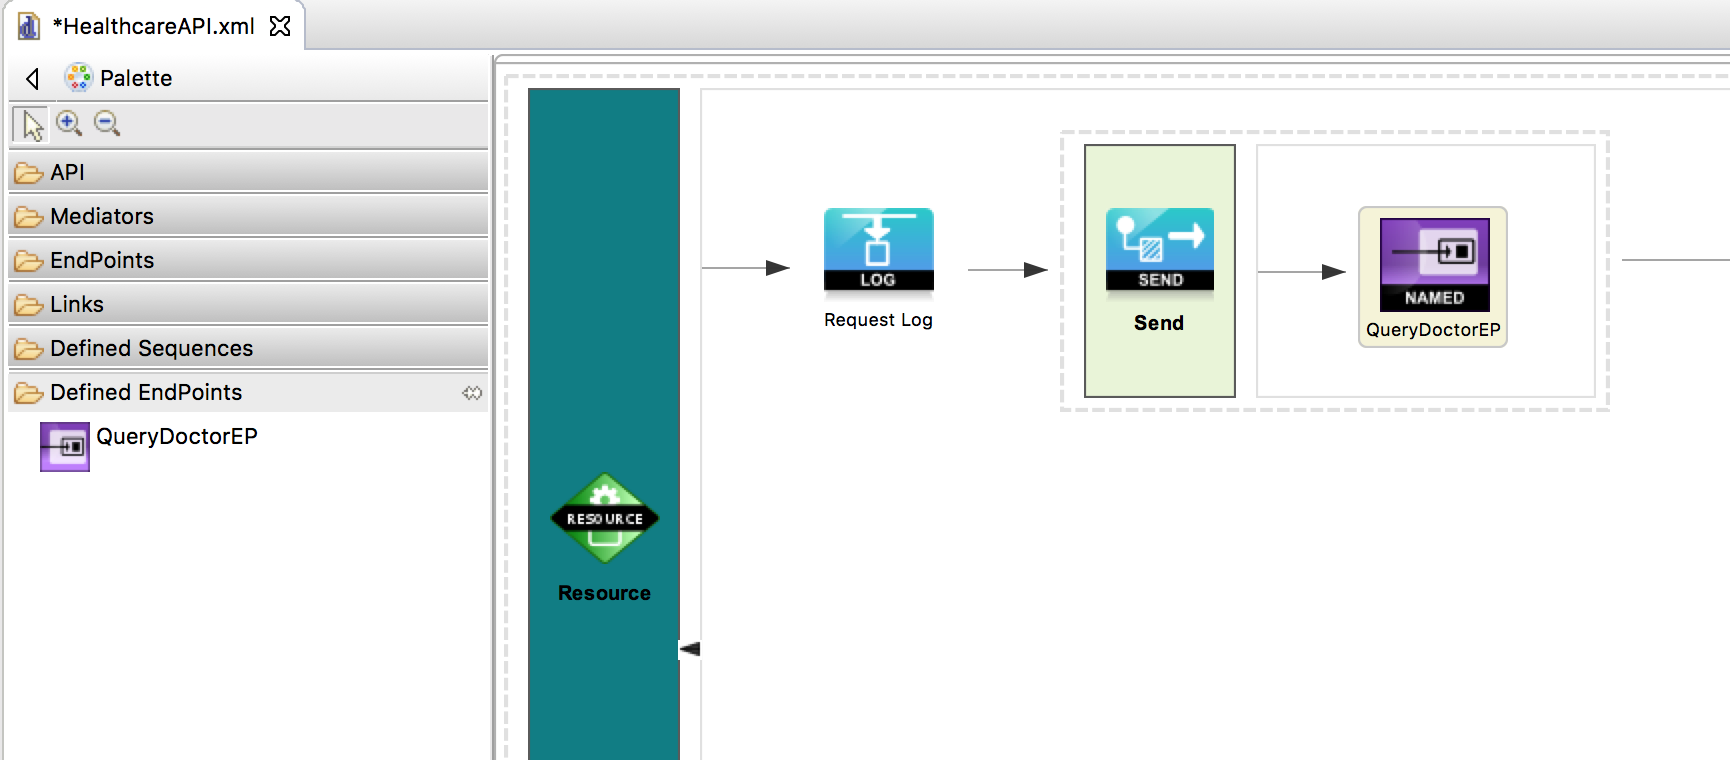 *HealthcareAPI.xml
Palette
API
Mediators
EndPoints
Links
Defined Sequences
Defined EndPoints
QueryDoctorEP
RESOURCE
Resource
LOG
Request Log
SEND
Send
NAMED
QueryDoctorEP